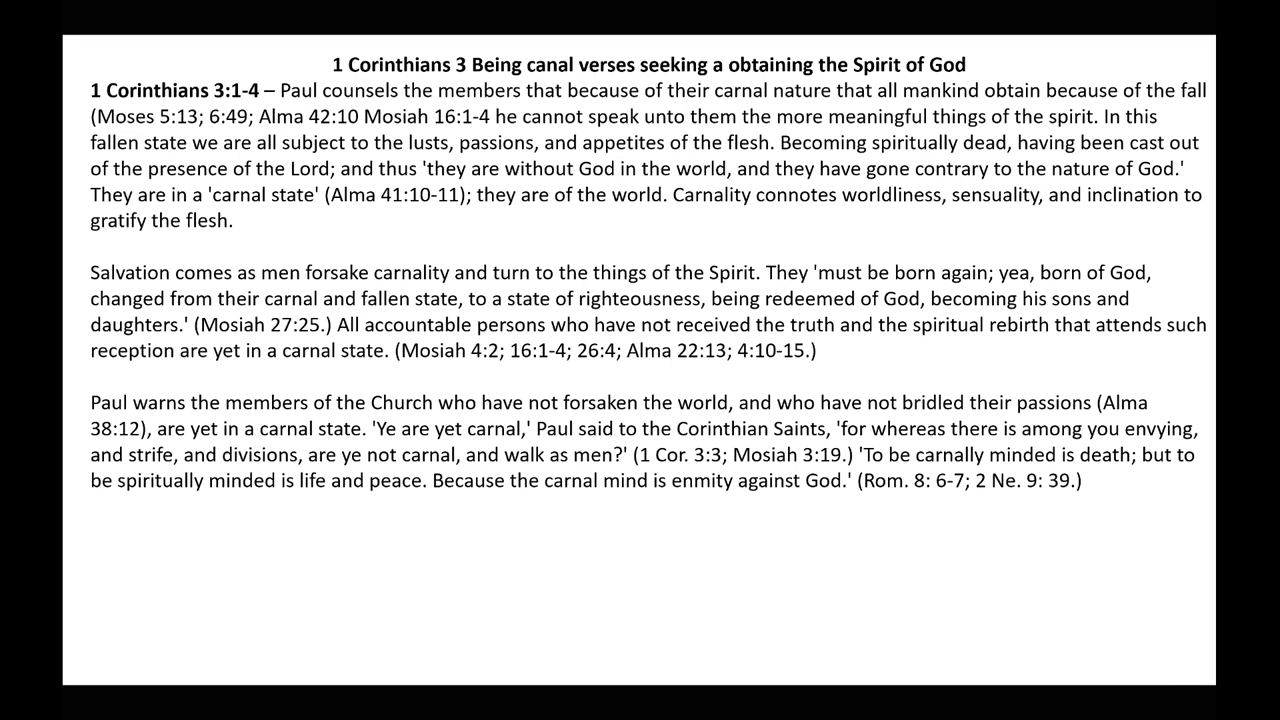 1 Corinthians 3 Being canal verses seeking a obtaining the Spirit of God
1 Corinthians 3:1-4 – Paul counsels the members that because of their carnal nature that all mankind obtain because of the fall
(Moses 5:13; 6:49; Alma 42:10 Mosiah 16:1-4 he cannot speak unto them the more meaningful things of the spirit. In this
fallen state we are all subject to the lusts, passions, and appetites of the flesh. Becoming spiritually dead, having been cast out
of the presence of the Lord; and thus 'they are without God in the world, and they have gone contrary to the nature of God.'
They are in a 'carnal state' (Alma 41:10-11); they are of the world. Carnality connotes worldliness, sensuality, and inclination to
gratify the flesh.
Salvation comes as men forsake carnality and turn to the things of the Spirit. They 'must be born again; yea, born of God,
changed from their carnal and fallen state, to a state of righteousness, being redeemed of God, becoming his sons and
daughters.' (Mosiah 27:25.) All accountable persons who have not received the truth and the spiritual rebirth that attends such
reception are yet in a carnal state. (Mosiah 4:2; 16:1-4; 26:4; Alma 22:13; 4:10-15.)
Paul warns the members of the Church who have not forsaken the world, and who have not bridled their passions (Alma
38:12), are yet in a carnal state. 'Ye are yet carnal,' Paul said to the Corinthian Saints, 'for whereas there is among you envying,
and strife, and divisions, are ye not carnal, and walk as men?' (1 Cor. 3:3; Mosiah 3:19.) 'To be carnally minded is death; but to
be spiritually minded is life and peace. Because the carnal mind is enmity against God.' (Rom. 8: 6-7; 2 Ne. 9: 39.)